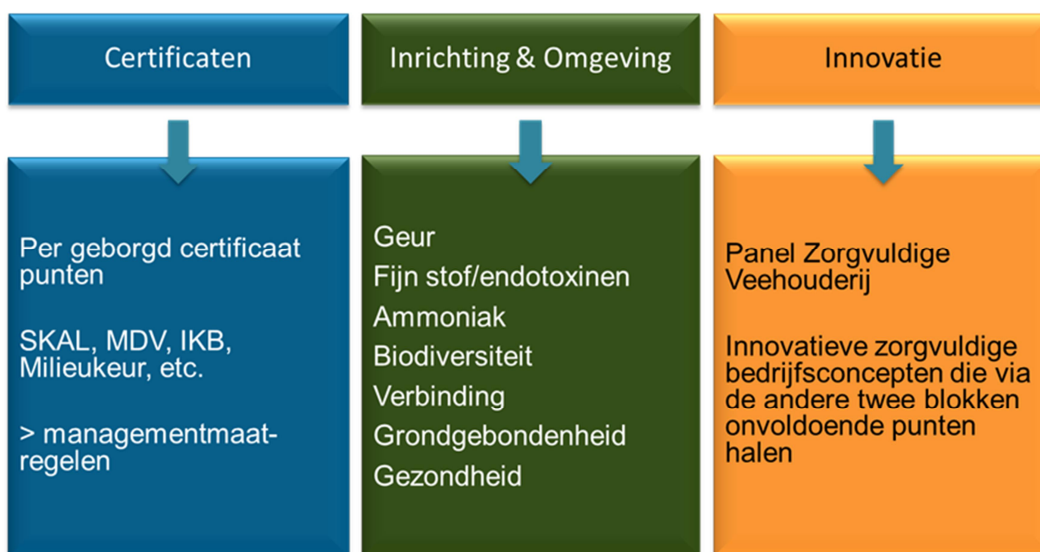 Certificaten
Inrichting & Omgeving
Innovatie
Per geborgd certificaat
punten
SKAL, MDV, IKB,
Milieukeur, etc.
> managementmaat-
regelen
Geur
Fijn stof/endotoxinen
Ammoniak
Biodiversiteit
Verbinding
Grondgebondenheid
Gezondheid
Panel Zorgvuldige
Veehouderij
Innovatieve zorgvuldige
bedrijfsconcepten die via
de andere twee blokken
onvoldoende punten
halen